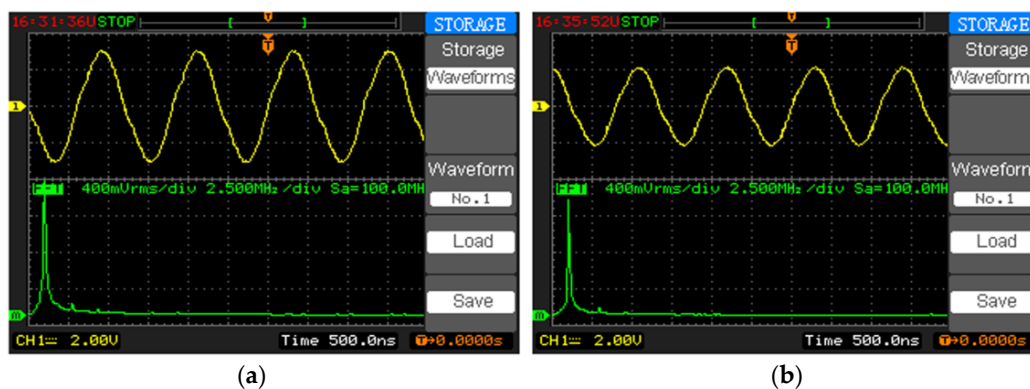 16:31:36U STOP
T
STORAGE
Storage
Waveforms
T
1
Waveform
No.1
FFT 400mVrms/div 2.500MHz/div Sa=100.0MH
Load
Save
m
CH1 2.00V Time 500.0ns T→0.0000s
(a)
16:35:52U STOP
T
STORAGE
Storage
Waveforms
T
1
Waveform
No.1
FFT 400mVrms/div 2.500MHz/div Sa=100.0MH
Load
Save
m
CH1 2.00V Time 500.0ns T→0.0000s
(b)